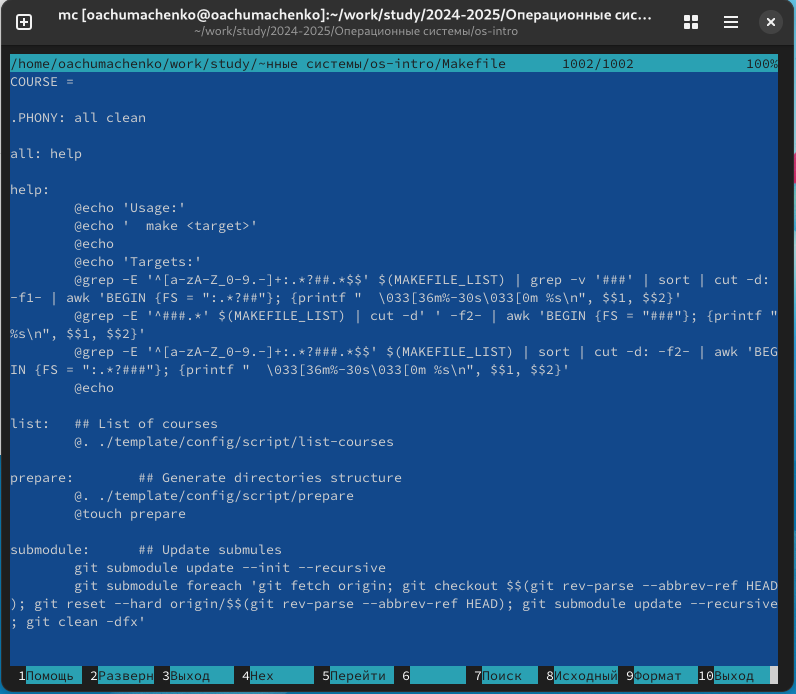 mc [oachumachenko@oachumachenko]:~/work/study/2024-2025/Операционные сис...
~/work/study/2024-2025/Операционные системы/os-intro
/home/oachumachenko/work/study/~нные системы/os-intro/Makefile 1002/1002 100%
COURSE =
.PHONY: all clean
all: help
help:
@echo 'Usage:'
@echo '  make <target>'
@echo
@echo 'Targets:'
@grep -E '^[a-zA-Z_0-9.-]+:.*?##.*$$' $(MAKEFILE_LIST) | grep -v '###' | sort | cut -d:
-f1- | awk 'BEGIN {FS = ":.*?##"}; {printf "  \033[36m%-30s\033[0m %s\n", $$1, $$2}'
@grep -E '^###.*' $(MAKEFILE_LIST) | cut -d' ' -f2- | awk 'BEGIN {FS = "###"}; {printf "
%s\n", $$1, $$2}'
@grep -E '^[a-zA-Z_0-9.-]+:.*?###.*$$' $(MAKEFILE_LIST) | sort | cut -d: -f2- | awk 'BEG
IN {FS = ":.*?###"}; {printf "  \033[36m%-30s\033[0m %s\n", $$1, $$2}'
@echo
list:   ## List of courses
@. ./template/config/script/list-courses
prepare:        ## Generate directories structure
@. ./template/config/script/prepare
@touch prepare
submodule:      ## Update submules
git submodule update --init --recursive
git submodule foreach 'git fetch origin; git checkout $$(git rev-parse --abbrev-ref HEAD
); git reset --hard origin/$$(git rev-parse --abbrev-ref HEAD); git submodule update --recursive
; git clean -dfx'
1Помощь 2Разверн 3Выход 4Hex 5Перейти 6 7Поиск 8Исходный 9Формат 10Выход